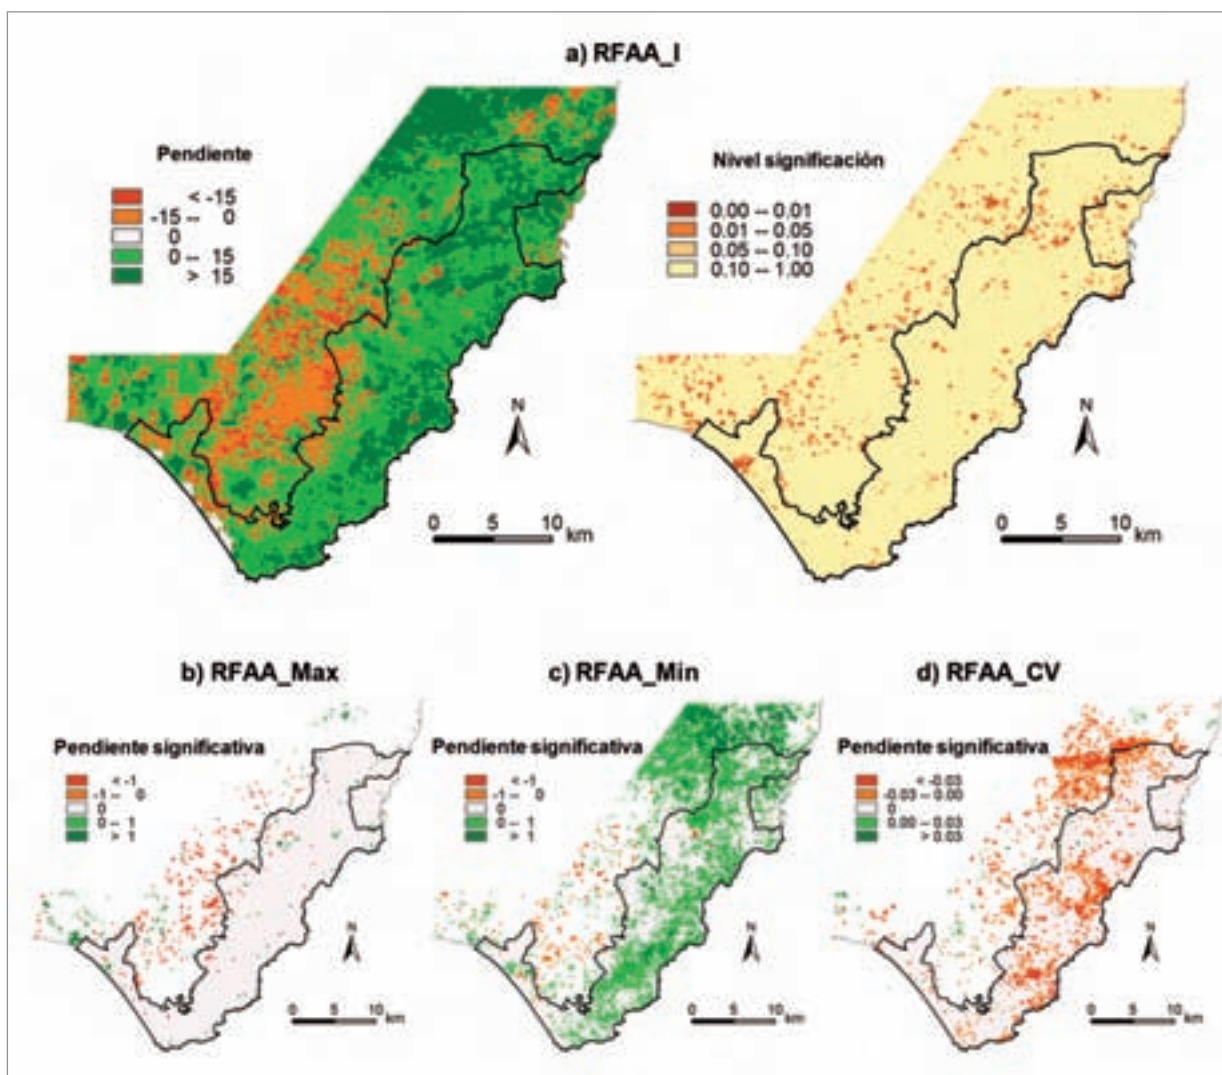 a) RFAA_I
Pendiente
< -15
-15 -- 0
0
0 -- 15
> 15
Nivel significación
0.00 -- 0.01
0.01 -- 0.05
0.05 -- 0.10
0.10 -- 1.00
N
0 5 10 km
N
0 5 10 km
b) RFAA_Max
Pendiente significativa
< -1
-1 -- 0
0
0 -- 1
> 1
N
0 5 10 km
c) RFAA_Min
Pendiente significativa
< -1
-1 -- 0
0
0 -- 1
> 1
N
0 5 10 km
d) RFAA_CV
Pendiente significativa
< -0.03
-0.03 -- 0.00
0
0.00 -- 0.03
> 0.03
N
0 5 10 km